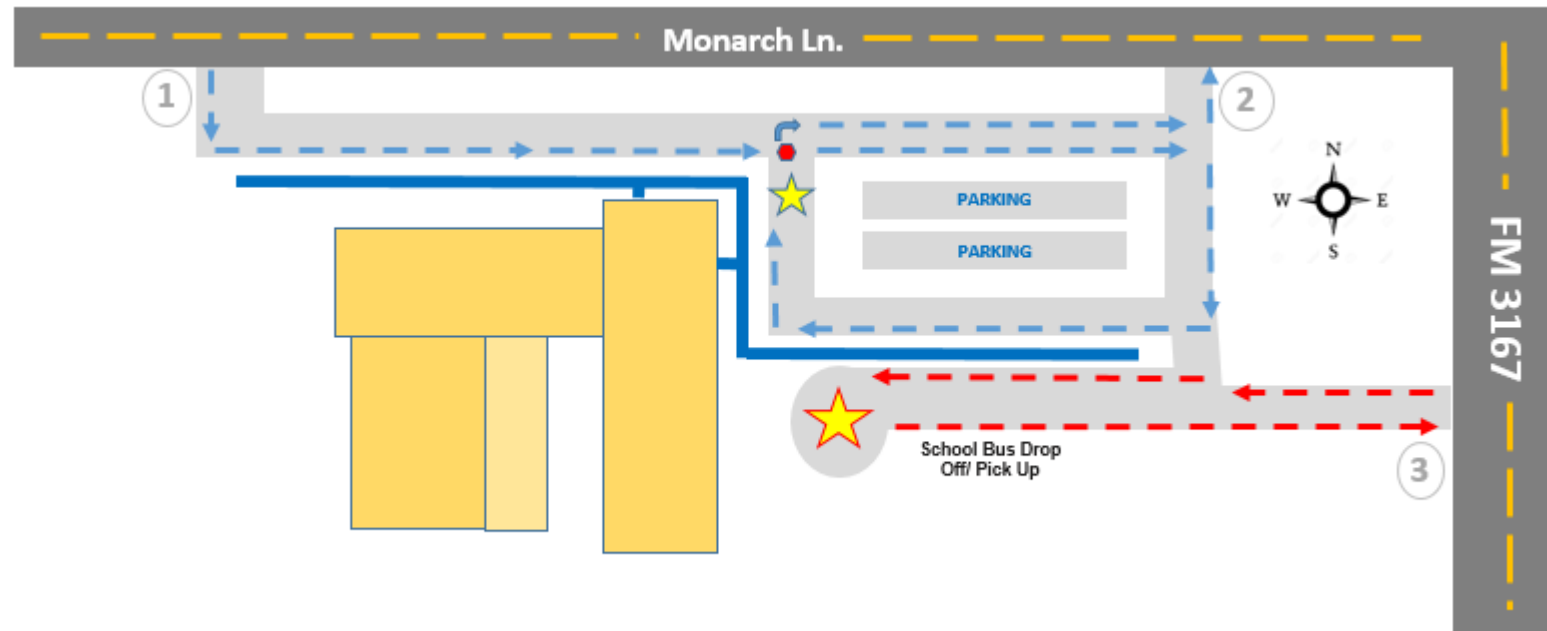 Monarch Ln.
1
2
N
W
E
S
PARKING
PARKING
FM 3167
School Bus Drop
Off/ Pick Up
3